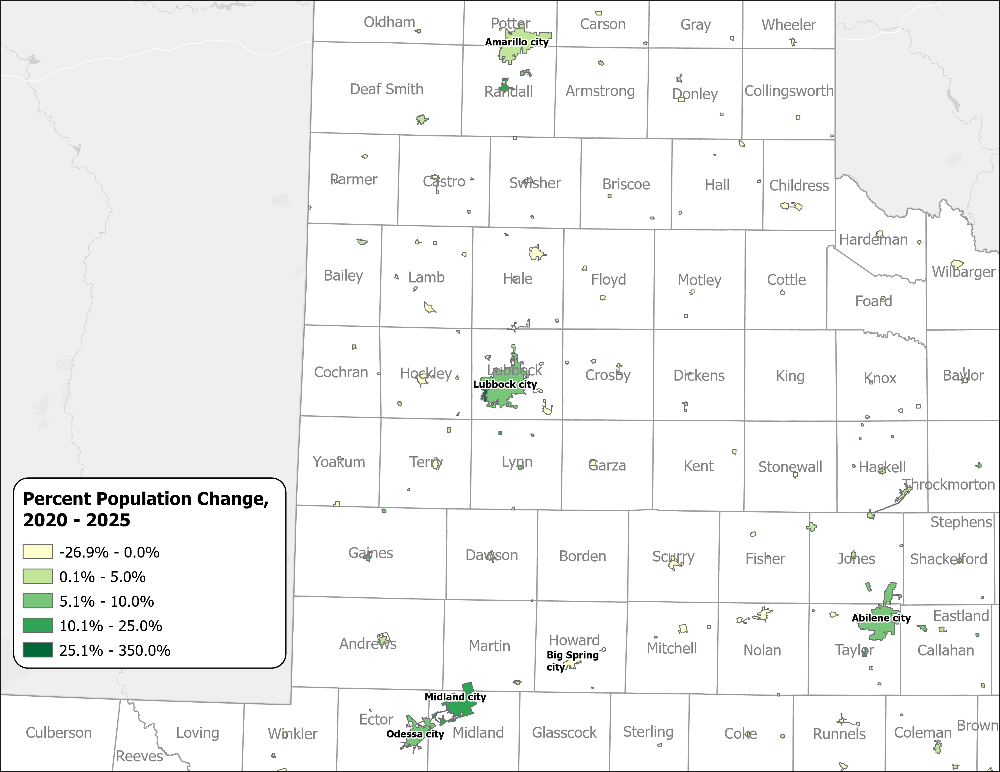 Oldham
Potter
Carson
Gray
Wheeler
Amarillo city
Deaf Smith
Randall
Armstrong
Donley
Collingsworth
Parmer
Castro
Swisher
Briscoe
Hall
Childress
Hardeman
Wilbarger
Bailey
Lamb
Hale
Floyd
Motley
Cottle
Foard
Cochran
Hockley
Lubbock
Lubbock city
Crosby
Dickens
King
Knox
Baylor
Yoakum
Terry
Lynn
Garza
Kent
Stonewall
Haskell
Throckmorton
Percent Population Change,
2020 - 2025
-26.9% - 0.0%
0.1% - 5.0%
5.1% - 10.0%
10.1% - 25.0%
25.1% - 350.0%
Gaines
Dawson
Borden
Scurry
Fisher
Jones
Stephens
Shackelford
Andrews
Martin
Howard
Big Spring
city
Mitchell
Nolan
Abilene city
Taylor
Eastland
Callahan
Midland city
Culberson
Reeves
Loving
Winkler
Ector
Odessa city
Midland
Glasscock
Sterling
Coke
Runnels
Coleman
Brown